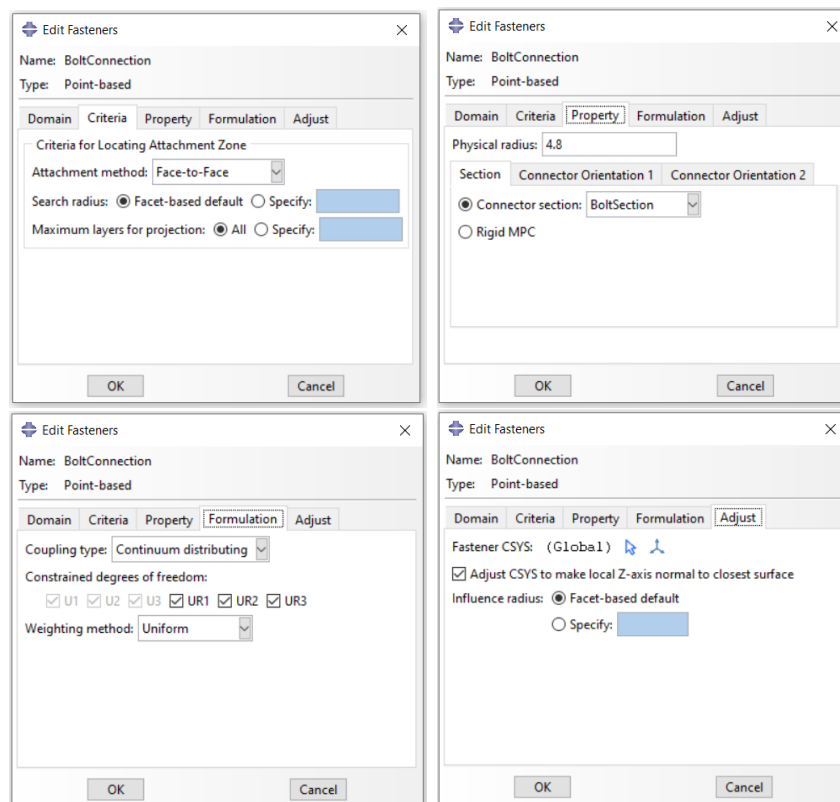 Edit Fasteners
Name: BoltConnection
Type: Point-based
Domain Criteria Property Formulation Adjust
Criteria for Locating Attachment Zone
Attachment method: Face-to-Face
Search radius: Facet-based default Specify:
Maximum layers for projection: All Specify:
OK Cancel
Edit Fasteners
Name: BoltConnection
Type: Point-based
Domain Criteria Property Formulation Adjust
Physical radius: 4.8
Section Connector Orientation 1 Connector Orientation 2
Connector section: BoltSection
Rigid MPC
OK Cancel
Edit Fasteners
Name: BoltConnection
Type: Point-based
Domain Criteria Property Formulation Adjust
Coupling type: Continuum distributing
Constrained degrees of freedom:
U1 U2 U3 UR1 UR2 UR3
Weighting method: Uniform
OK Cancel
Edit Fasteners
Name: BoltConnection
Type: Point-based
Domain Criteria Property Formulation Adjust
Fastener CSYS: (Global)
Adjust CSYS to make local Z-axis normal to closest surface
Influence radius: Facet-based default
Specify:
OK Cancel